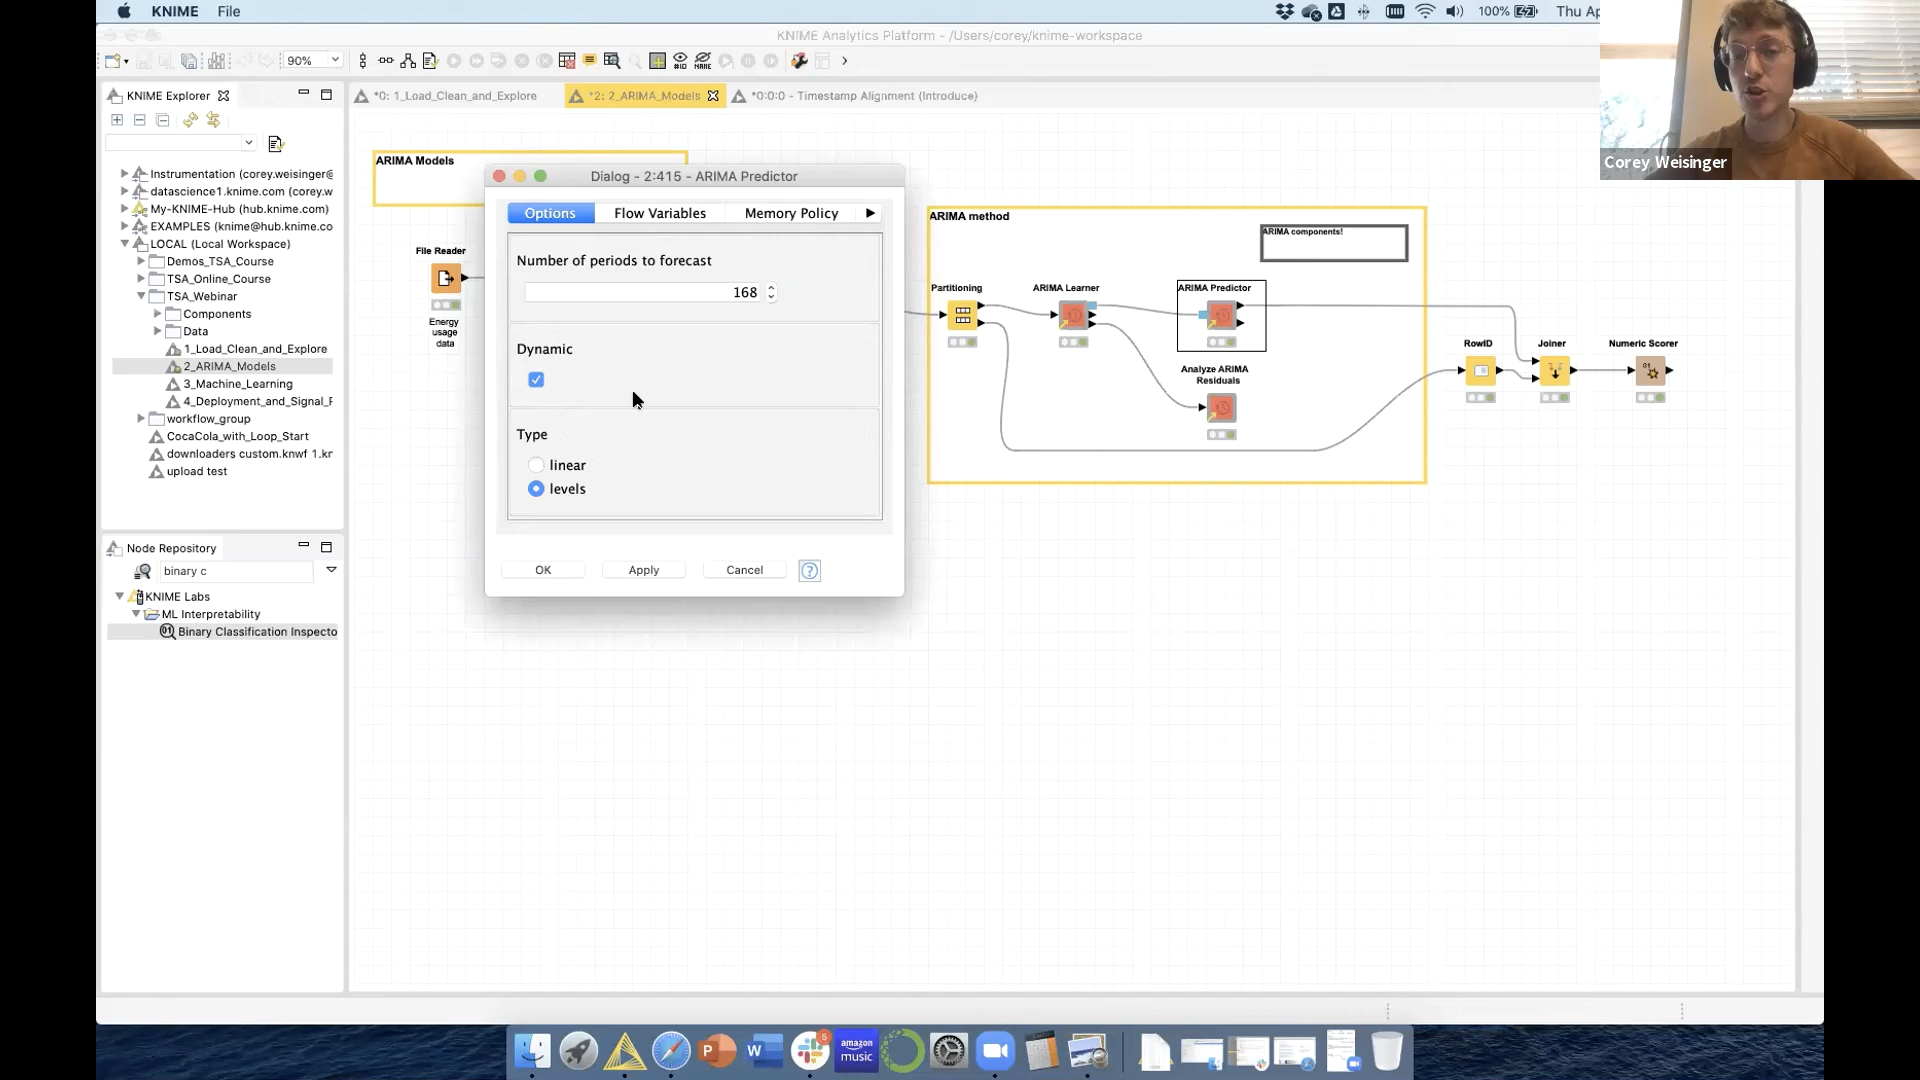 KNIME File
100% Thu Ap
KNIME Analytics Platform - /Users/corey/knime-workspace
90%
KNIME Explorer
*0: 1_Load_Clean_and_Explore
*2: 2_ARIMA_Models
*0:0:0 - Timestamp Alignment (Introduce)
Corey Weisinger
Instrumentation (corey.weisinger@
datascience1.knime.com (corey.w
My-KNIME-Hub (hub.knime.com)
EXAMPLES (knime@hub.knime.co
LOCAL (Local Workspace)
Demos_TSA_Course
TSA_Online_Course
TSA_Webinar
Components
Data
1_Load_Clean_and_Explore
2_ARIMA_Models
3_Machine_Learning
4_Deployment_and_Signal_F
workflow_group
CocaCola_with_Loop_Start
downloaders custom.knwf 1.kr
upload test
Node Repository
binary c
KNIME Labs
ML Interpretability
Binary Classification Inspecto
ARIMA Models
File Reader
Energy
usage
data
Dialog - 2:415 - ARIMA Predictor
Options
Flow Variables
Memory Policy
Number of periods to forecast
168
Dynamic
Type
linear
levels
OK
Apply
Cancel
?
ARIMA method
ARIMA components!
Partitioning
ARIMA Learner
ARIMA Predictor
Analyze ARIMA
Residuals
RowID
Joiner
Numeric Scorer
5
amazon
music